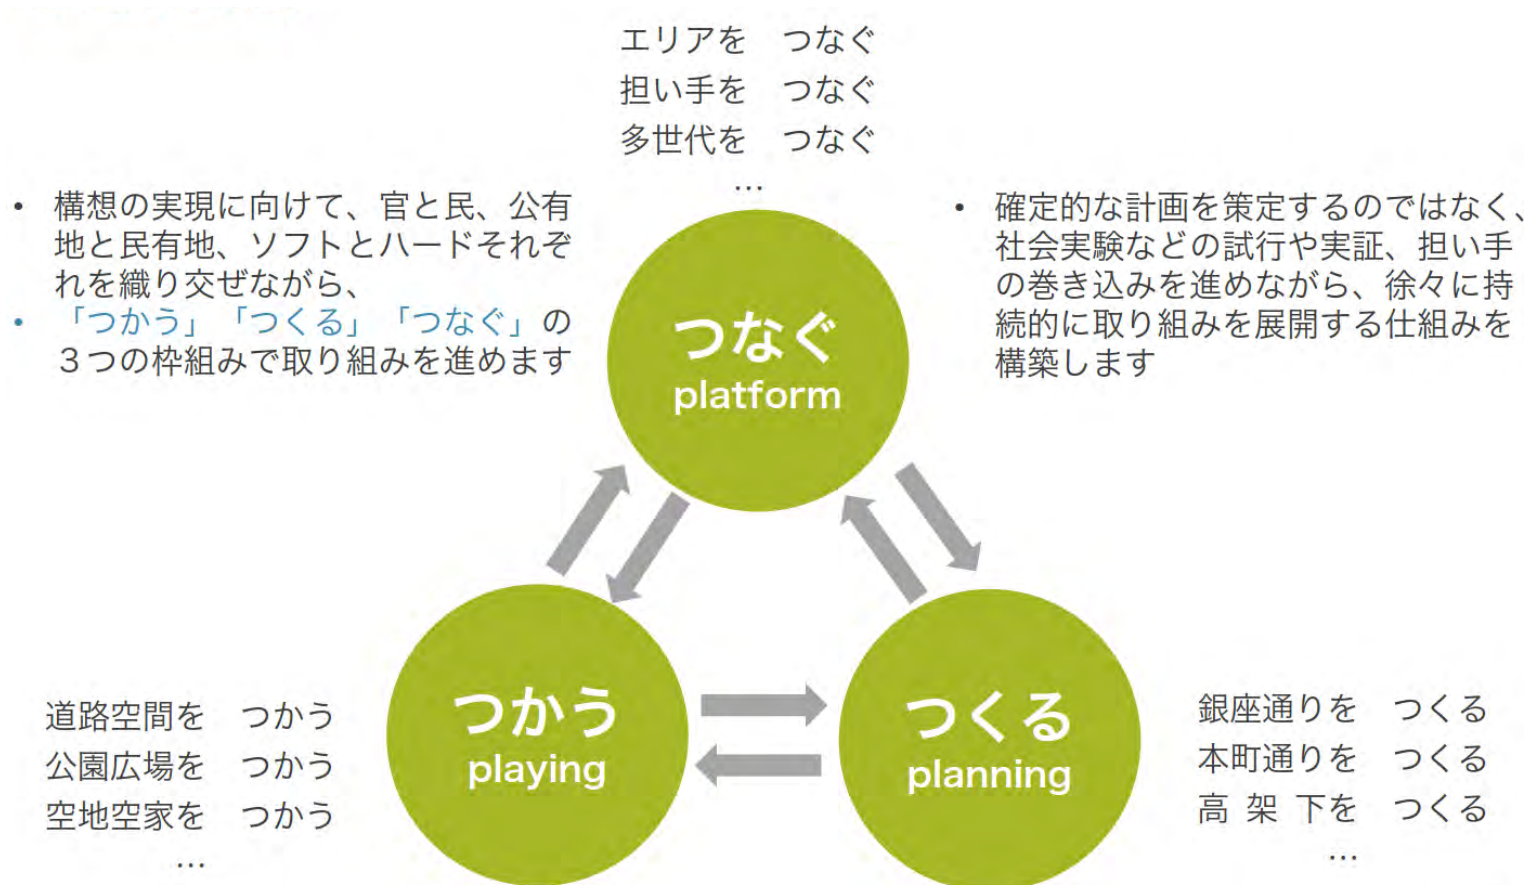 エリアを　つなぐ
担い手を　つなぐ
多世代を　つなぐ
…
• 構想の実現に向けて、官と民、公有
地と民有地、ソフトとハードそれぞ
れを織り交ぜながら、
• 「つかう」「つくる」「つなぐ」の
３つの枠組みで取り組みを進めます
• 確定的な計画を策定するのではなく、
社会実験などの試行や実証、担い手
の巻き込みを進めながら、徐々に持
続的に取り組みを展開する仕組みを
構築します
つなぐ
platform
つかう
playing
つくる
planning
道路空間を　つかう
公園広場を　つかう
空地空家を　つかう
…
銀座通りを　つくる
本町通りを　つくる
高 架 下を　つくる
…